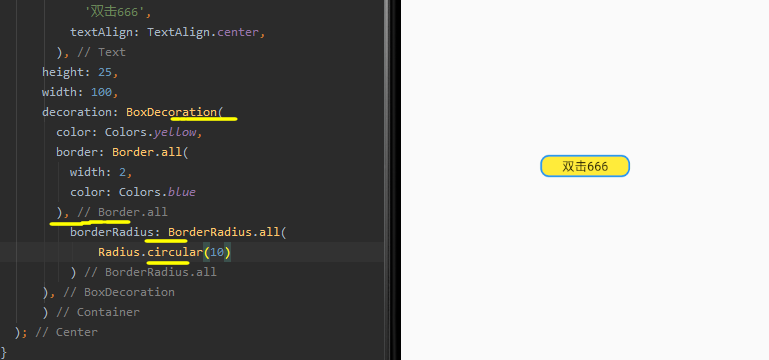 '双击666',
textAlign: TextAlign.center,
), // Text
height: 25,
width: 100,
decoration: BoxDecoration(
color: Colors.yellow,
border: Border.all(
width: 2,
color: Colors.blue
), // Border.all
borderRadius: BorderRadius.all(
Radius.circular(10)
) // BorderRadius.all
), // BoxDecoration
) // Container
); // Center
}
双击666